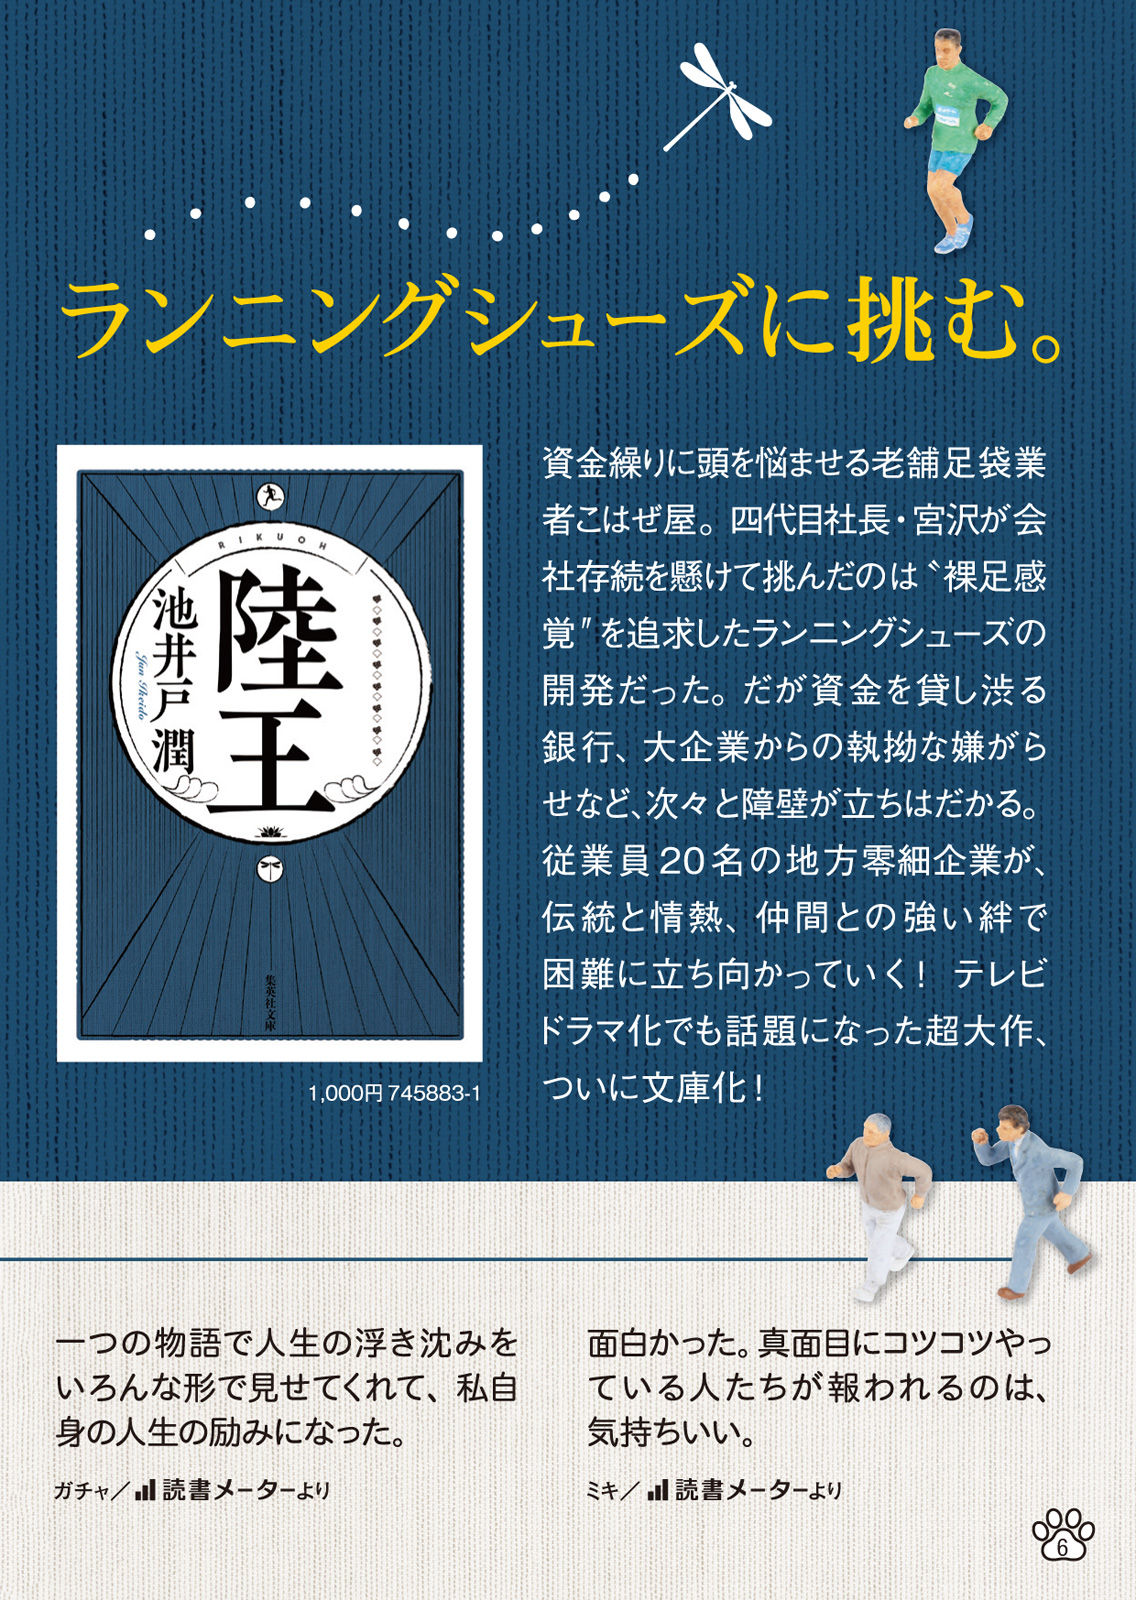 ランニングシューズに挑む。
RIKUOH
陸王
池井戸潤
Jun Ikeido
集英社文庫
1,000円 745883-1
資金繰りに頭を悩ませる老舗足袋業
者こはぜ屋。四代目社長・宮沢が会
社存続を懸けて挑んだのは〝裸足感
覚〟を追求したランニングシューズの
開発だった。だが資金を貸し渋る
銀行、大企業からの執拗な嫌がら
せなど、次々と障壁が立ちはだかる。
従業員20名の地方零細企業が、
伝統と情熱、仲間との強い絆で
困難に立ち向かっていく! テレビ
ドラマ化でも話題になった超大作、
ついに文庫化!
一つの物語で人生の浮き沈みを
いろんな形で見せてくれて、私自
身の人生の励みになった。
ガチャ/読書メーターより
面白かった。真面目にコツコツやっ
ている人たちが報われるのは、
気持ちいい。
ミキ/読書メーターより
6